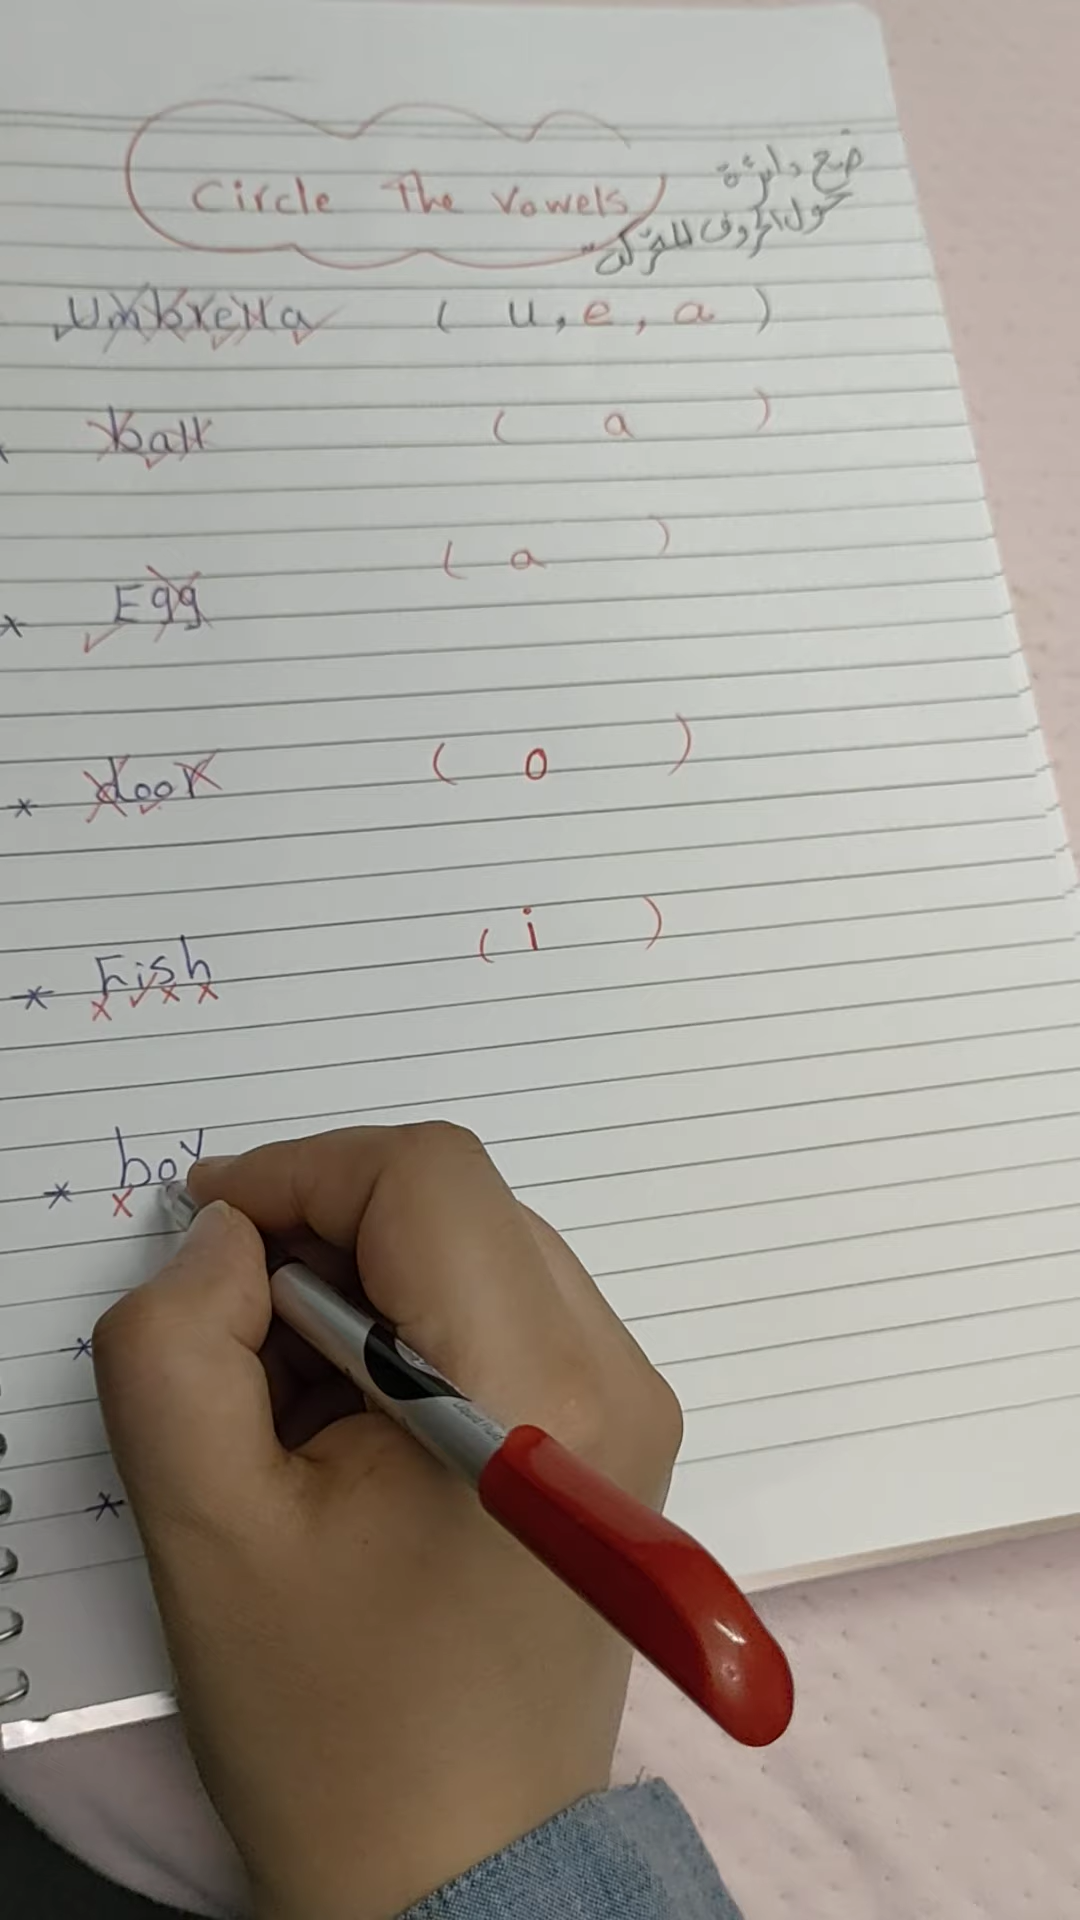 Circle The Vowels
ضع دائرة
حول الحروف المتحركة
Umbrella ( u, e, a )
ball ( a )
Egg ( a )
* door ( o )
* Fish ( i )
* boy
*
*